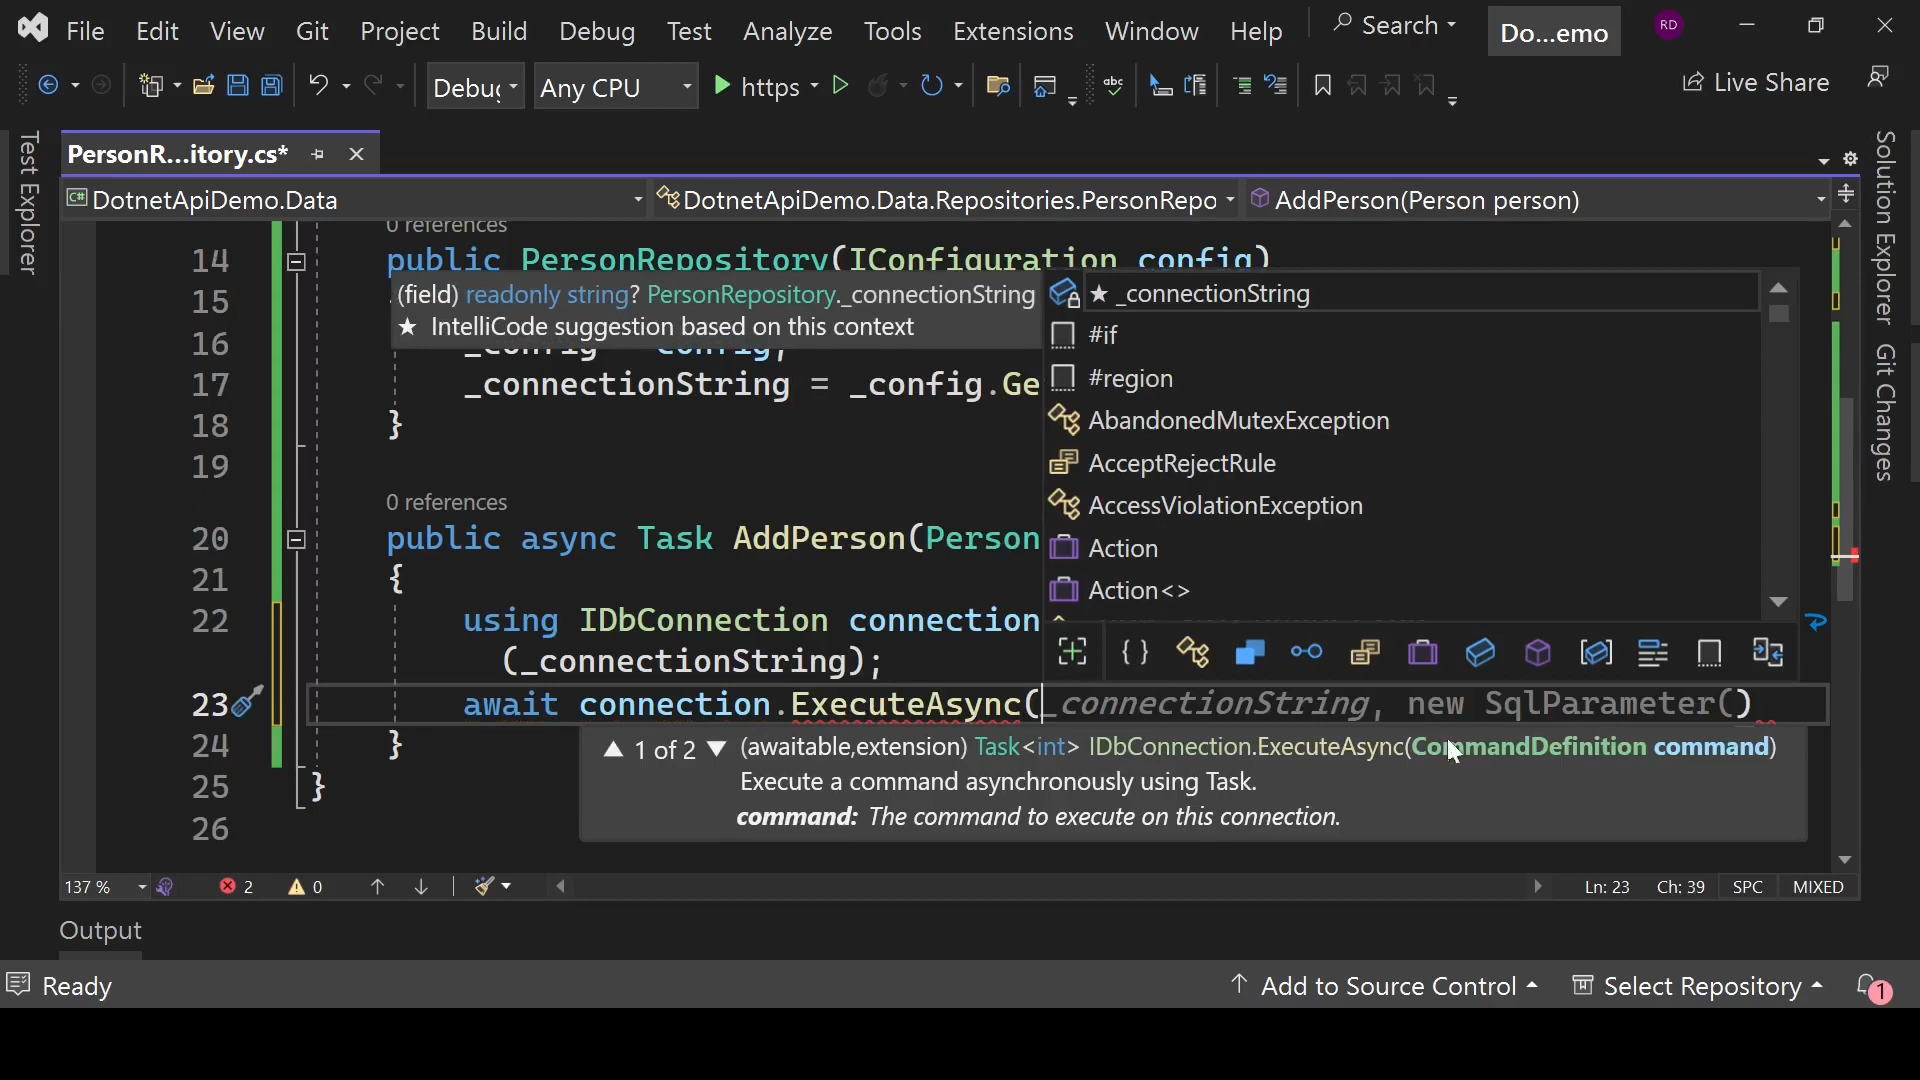 File Edit View Git Project Build Debug Test Analyze Tools Extensions Window Help Search Do...emo RD
Debug Any CPU https abc Live Share
Test Explorer
PersonR...itory.cs*
Solution Explorer
Git Changes
C# DotnetApiDemo.Data DotnetApiDemo.Data.Repositories.PersonRepo AddPerson(Person person)
0 references
14 public PersonRepository(IConfiguration config)
15
(field) readonly string? PersonRepository._connectionString
★ IntelliCode suggestion based on this context
16 _config = config;
17 _connectionString = _config.Ge
18 }
19
0 references
20 public async Task AddPerson(Person
21 {
22 using IDbConnection connection
(_connectionString);
23 await connection.ExecuteAsync(_connectionString, new SqlParameter()
24 }
25 }
26
★ _connectionString
#if
#region
AbandonedMutexException
AcceptRejectRule
AccessViolationException
Action
Action<>
{ }
▲ 1 of 2 ▼ (awaitable,extension) Task<int> IDbConnection.ExecuteAsync(CommandDefinition command)
Execute a command asynchronously using Task.
command: The command to execute on this connection.
137 % 2 0 Ln: 23 Ch: 39 SPC MIXED
Output
Ready Add to Source Control Select Repository 1